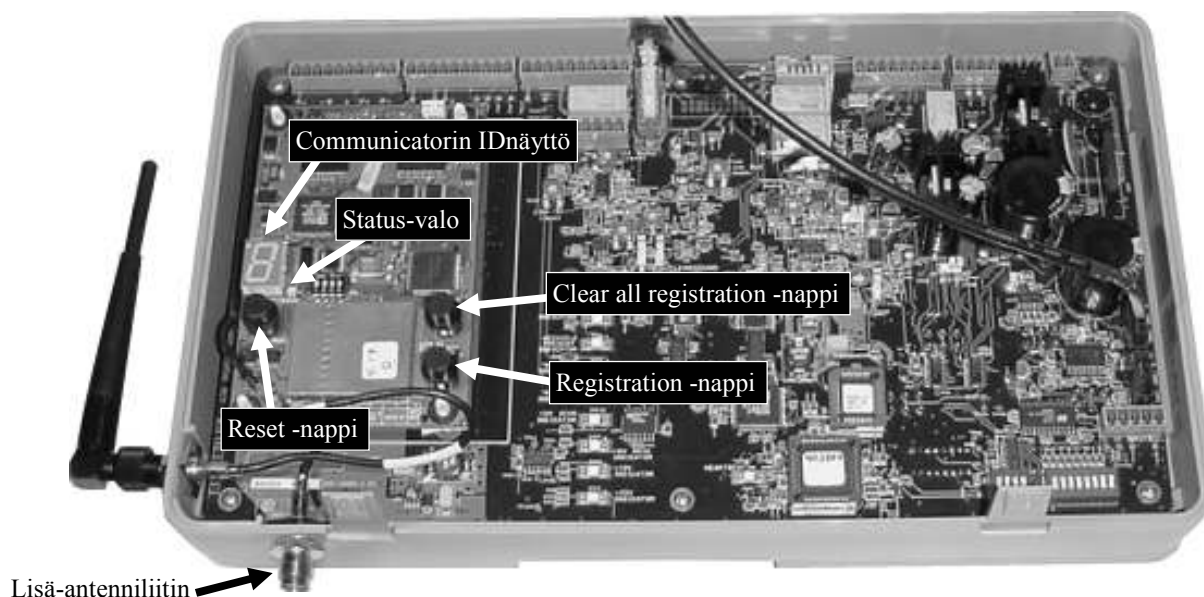 Communicatorin IDnäyttö
Status-valo
Clear all registration -nappi
Registration -nappi
Reset -nappi
Lisä-antenniliitin